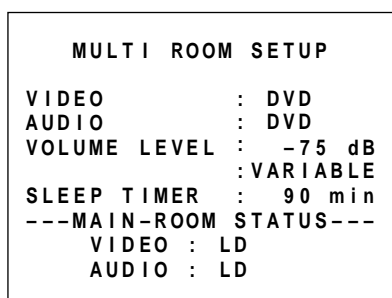 MULTI ROOM SETUP
VIDEO : DVD
AUDIO : DVD
VOLUME LEVEL : –75 dB
:VARIABLE
SLEEP TIMER : 90 min
---MAIN–ROOM STATUS---
VIDEO : LD
AUDIO : LD